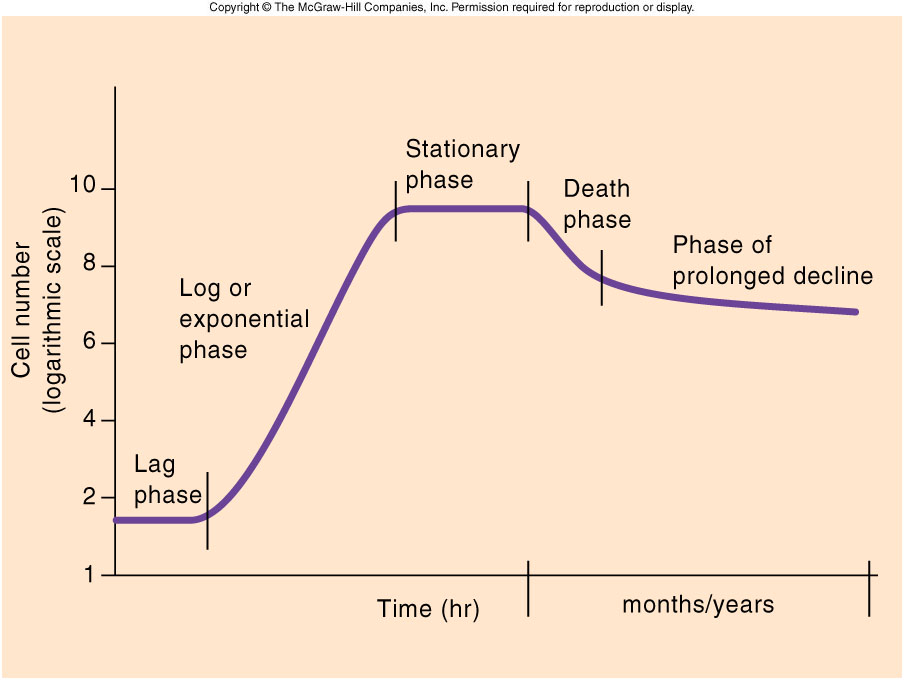 Copyright © The McGraw-Hill Companies, Inc. Permission required for reproduction or display.
Stationary
phase
Death
phase
Phase of
prolonged decline
Log or
exponential
phase
Lag
phase
Cell number
(logarithmic scale)
10
8
6
4
2
1
Time (hr)
months/years